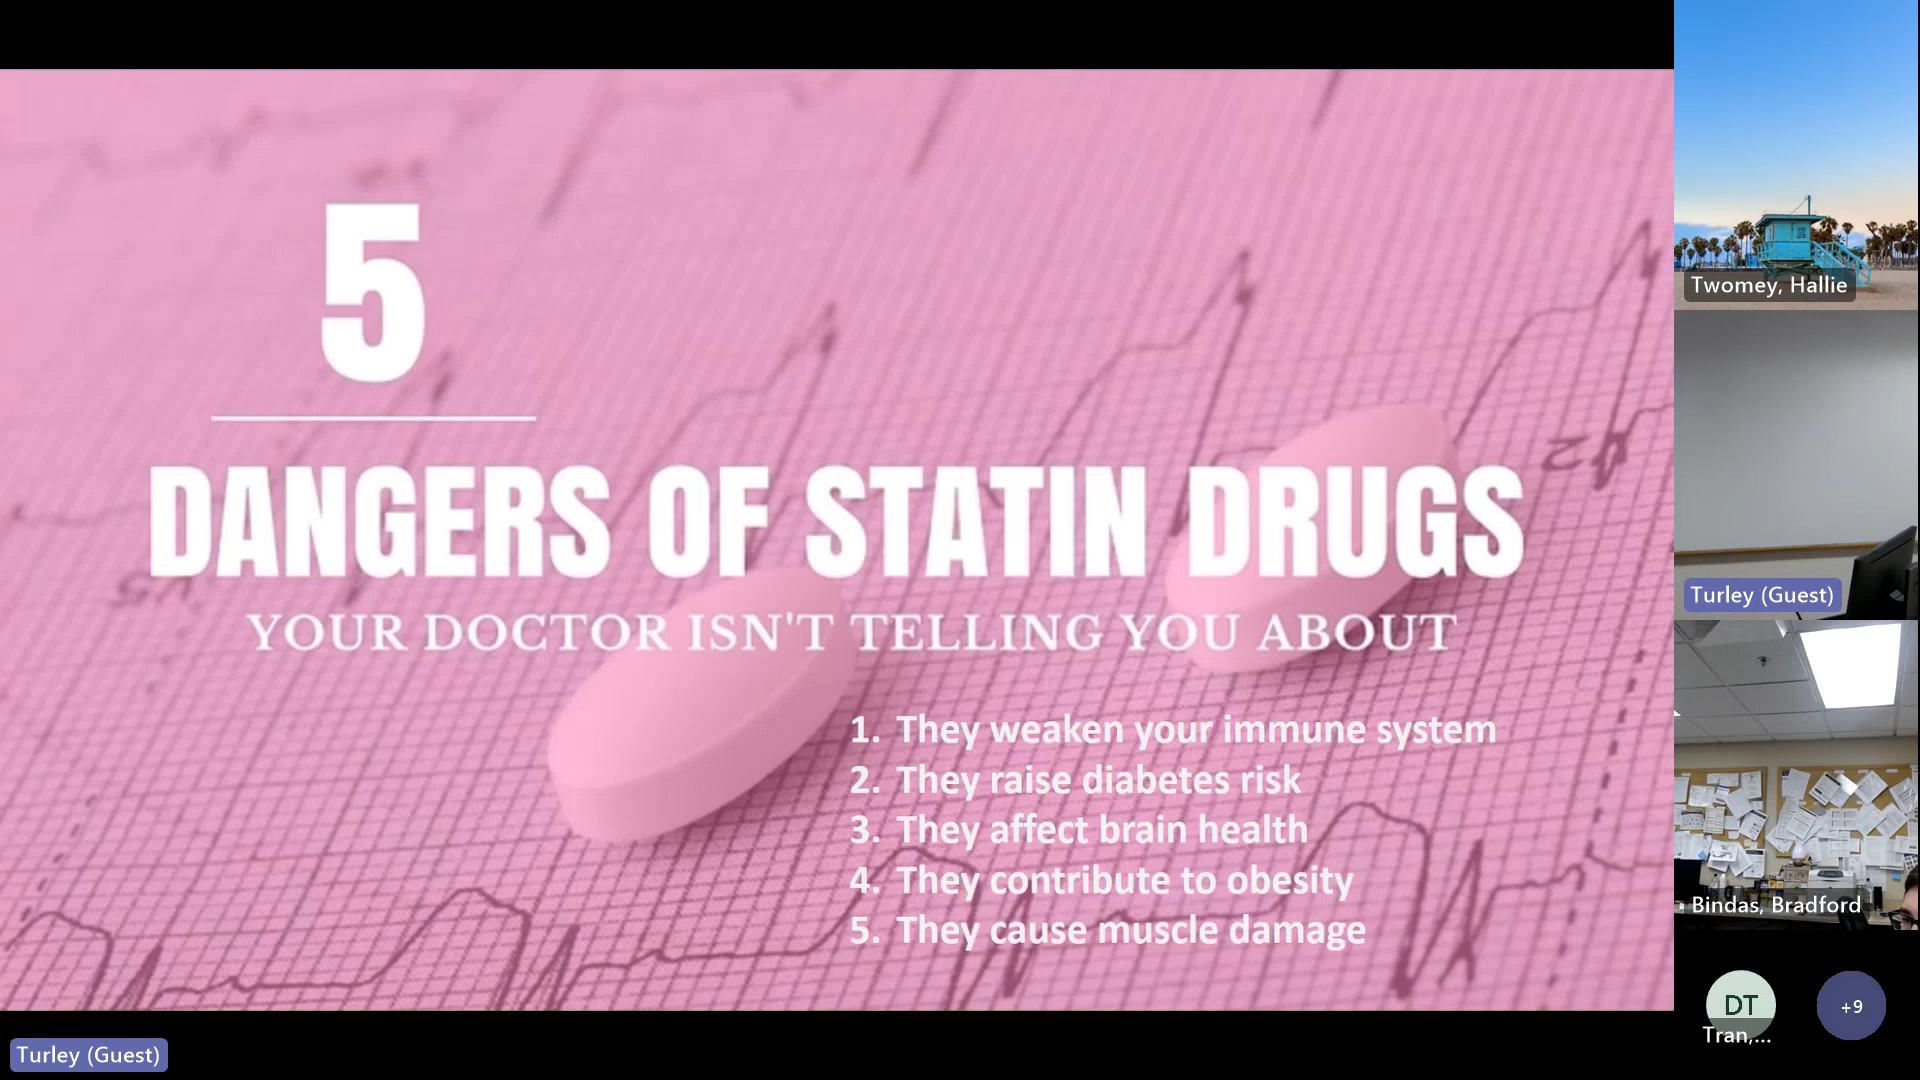 5
DANGERS OF STATIN DRUGS
YOUR DOCTOR ISN'T TELLING YOU ABOUT
1. They weaken your immune system
2. They raise diabetes risk
3. They affect brain health
4. They contribute to obesity
5. They cause muscle damage
Turley (Guest)
Twomey, Hallie
Turley (Guest)
Bindas, Bradford
DT
Tran,...
+9